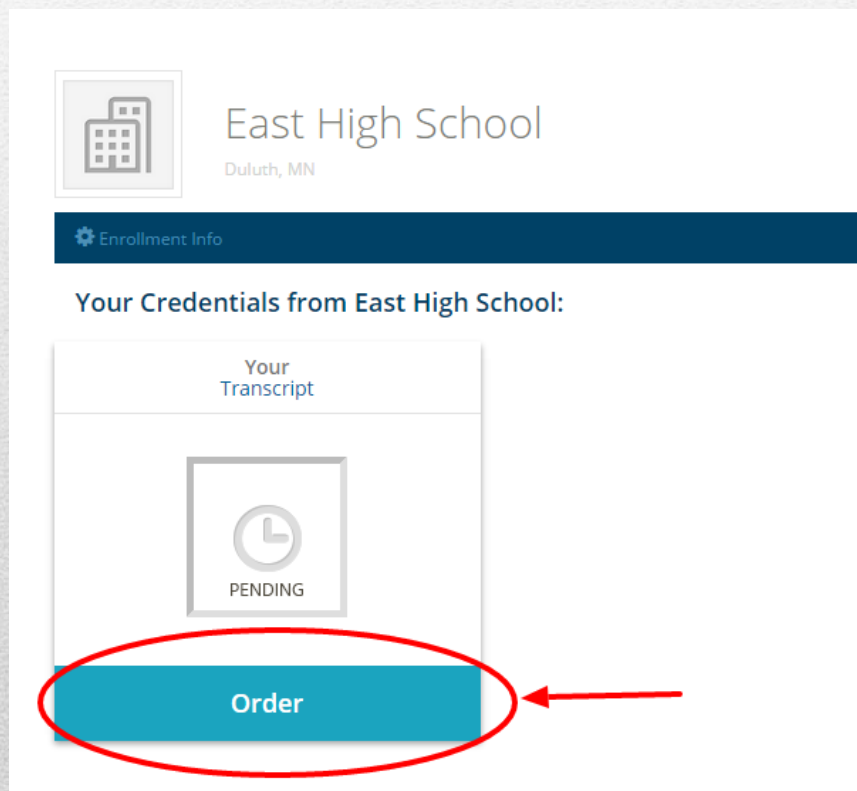 East High School
Duluth, MN
Enrollment Info
Your Credentials from East High School:
Your
Transcript
PENDING
Order